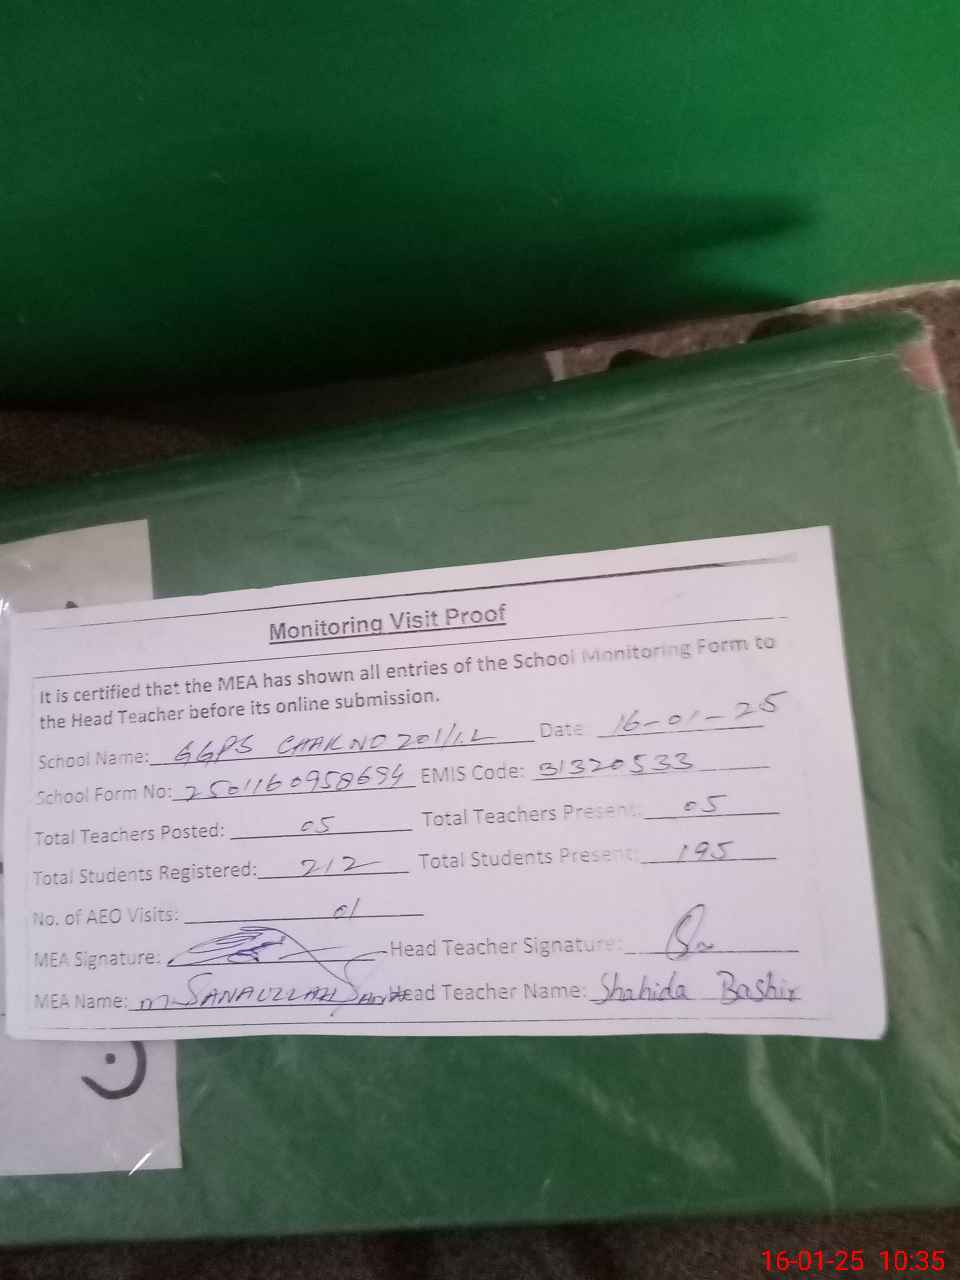 Monitoring Visit Proof
It is certified that the MEA has shown all entries of the School Monitoring Form to
the Head Teacher before its online submission.
School Name: GGPS CHAK NO 201/1.L Date: 16-01-25
School Form No: 2501160958694 EMIS Code: 31320533
Total Teachers Posted: 05 Total Teachers Present: 05
Total Students Registered: 212 Total Students Present: 195
No. of AEO Visits: 01
MEA Signature: Head Teacher Signature:
MEA Name: M. SANAULLAH Head Teacher Name: Shahida Bashir
16-01-25 10:35